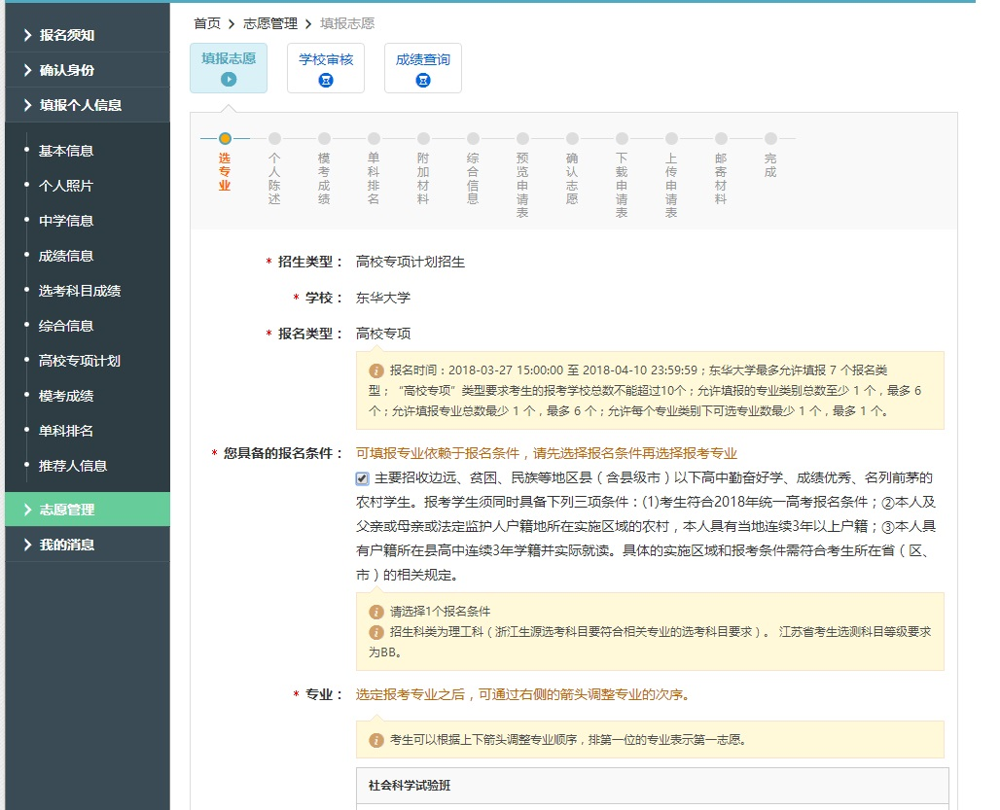 报名须知
确认身份
填报个人信息
基本信息
个人照片
中学信息
成绩信息
选考科目成绩
综合信息
高校专项计划
模考成绩
单科排名
推荐人信息
志愿管理
我的消息
首页 > 志愿管理 > 填报志愿
填报志愿 学校审核 成绩查询
选专业 个人陈述 模考成绩 单科排名 附加材料 综合信息 预览申请表 确认志愿 下载申请表 上传申请表 邮寄材料 完成
* 招生类型： 高校专项计划招生
* 学校： 东华大学
* 报名类型： 高校专项
报名时间：2018-03-27 15:00:00 至 2018-04-10 23:59:59；东华大学最多允许填报 7 个报名类
型；“高校专项”类型要求考生的报考学校总数不能超过10个；允许填报的专业类别总数至少 1 个，最多 6
个；允许填报专业总数最少 1 个，最多 6 个；允许每个专业类别下可选专业数最少 1 个，最多 1 个。
* 您具备的报名条件： 可填报专业依赖于报名条件，请先选择报名条件再选择报考专业
主要招收边远、贫困、民族等地区县（含县级市）以下高中勤奋好学、成绩优秀、名列前茅的
农村学生。报考学生须同时具备下列三项条件：(1)考生符合2018年统一高考报名条件；②本人及
父亲或母亲或法定监护人户籍地所在实施区域的农村，本人具有当地连续3年以上户籍；③本人具
有户籍所在县高中连续3年学籍并实际就读。具体的实施区域和报考条件需符合考生所在省（区、
市）的相关规定。
请选择1个报名条件
招生科类为理工科（浙江生源选考科目要符合相关专业的选考科目要求）。 江苏省考生选测科目等级要求
为BB。
* 专业： 选定报考专业之后，可通过右侧的箭头调整专业的次序。
考生可以根据上下箭头调整专业顺序，排第一位的专业表示第一志愿。
社会科学试验班